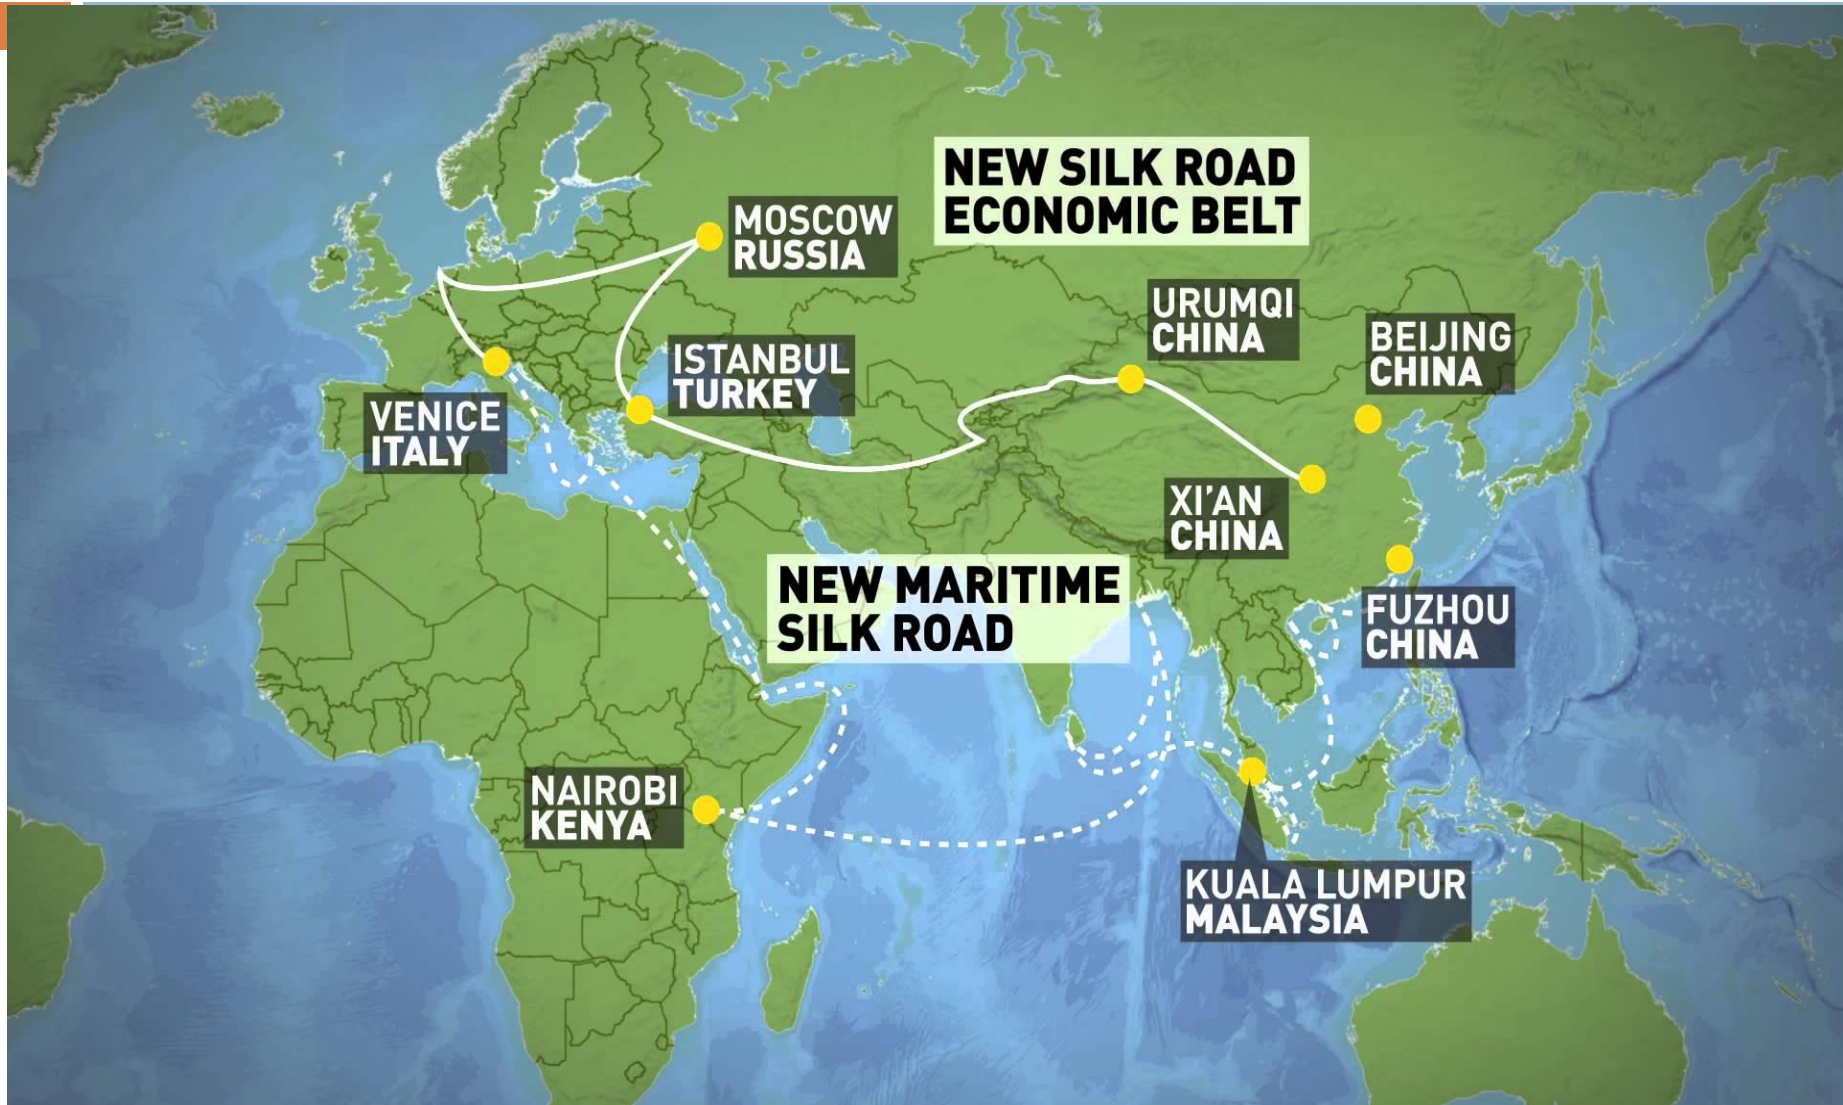 NEW SILK ROAD
ECONOMIC BELT
MOSCOW
RUSSIA
URUMQI
CHINA
BEIJING
CHINA
ISTANBUL
TURKEY
VENICE
ITALY
XI'AN
CHINA
NEW MARITIME
SILK ROAD
FUZHOU
CHINA
NAIROBI
KENYA
KUALA LUMPUR
MALAYSIA